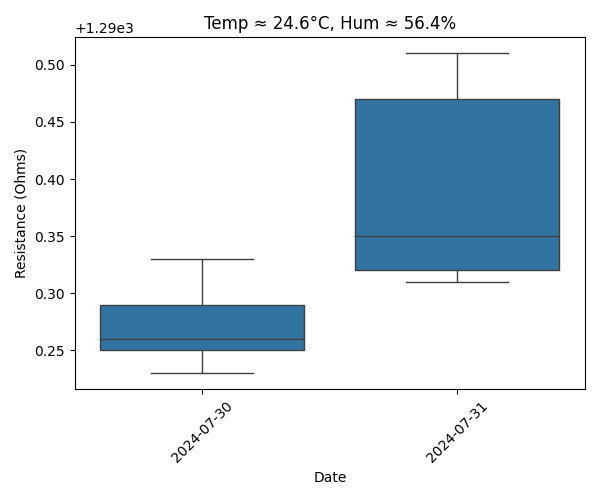 Temp ≈ 24.6°C, Hum ≈ 56.4%
+1.29e3
0.50
0.45
0.40
0.35
0.30
0.25
Resistance (Ohms)
2024-07-30
2024-07-31
Date